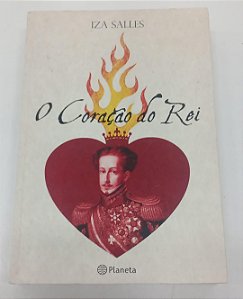 IZA SALLES
O Coração do Rei
Planeta